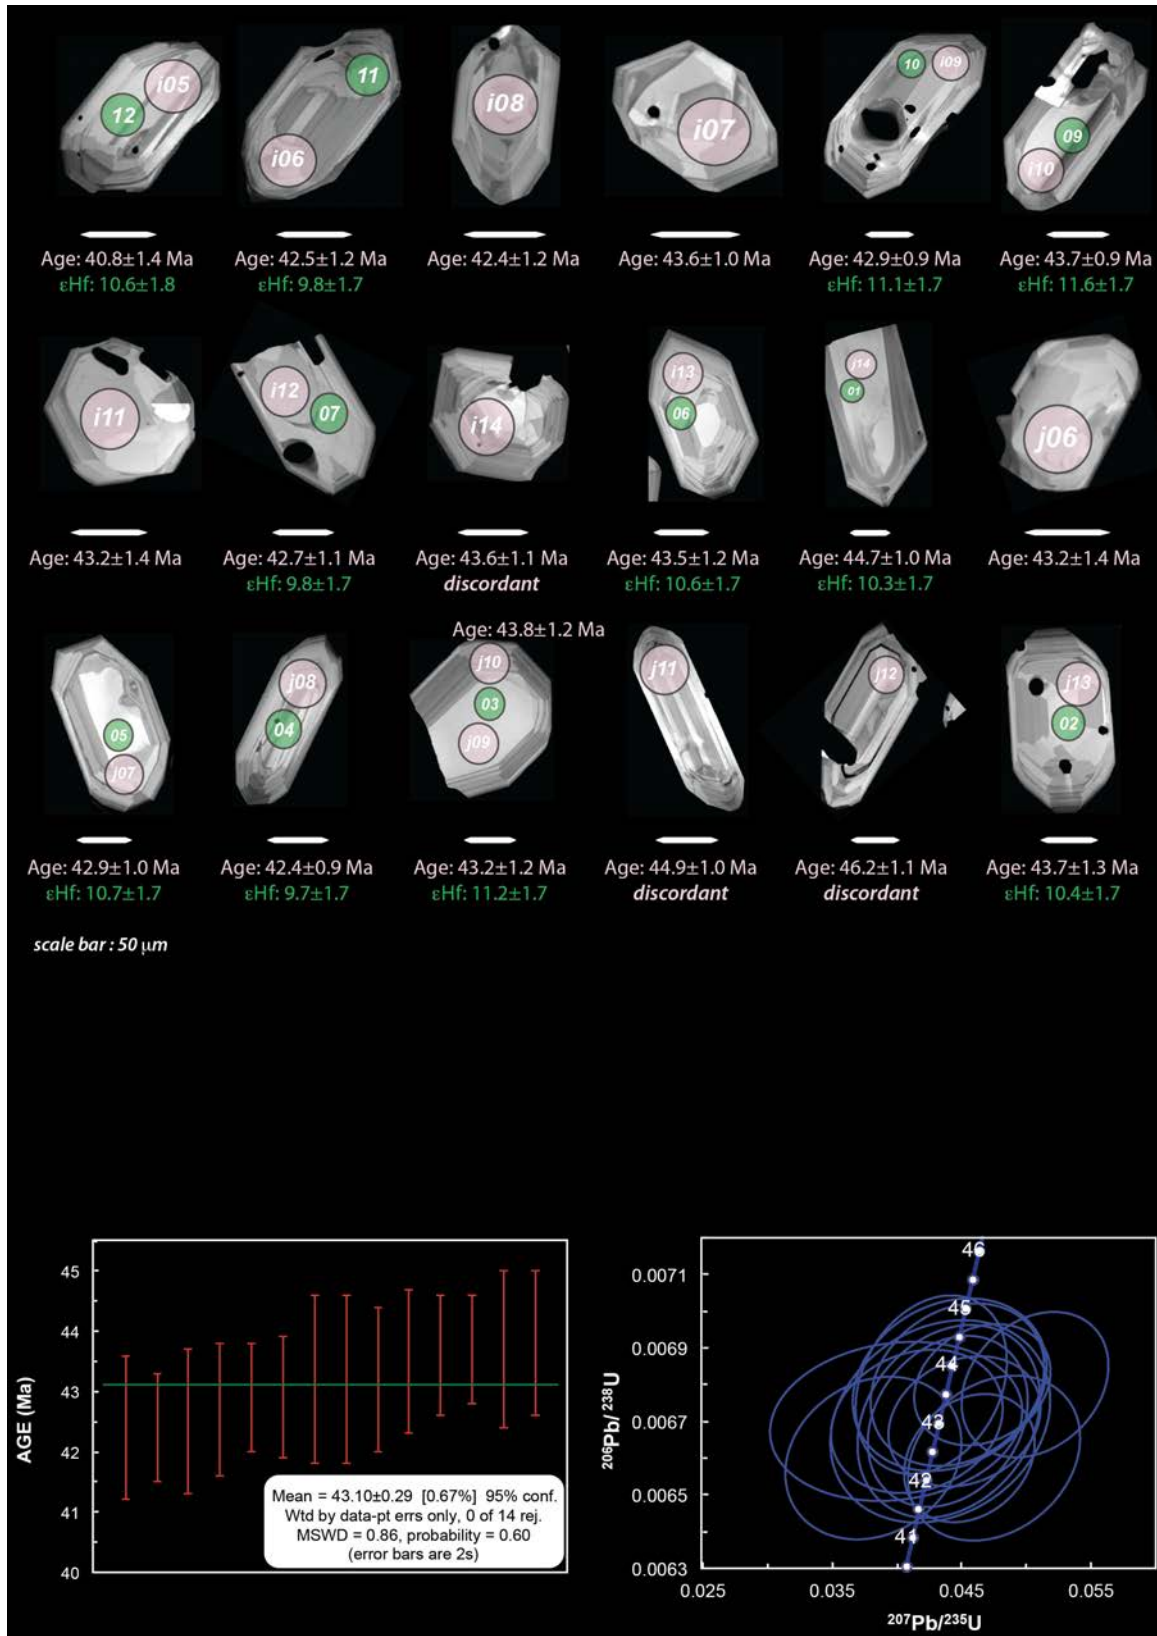 12 i05
11 i06
i08
i07
10 i09
09 i10
Age: 40.8±1.4 Ma
εHf: 10.6±1.8
Age: 42.5±1.2 Ma
εHf: 9.8±1.7
Age: 42.4±1.2 Ma
Age: 43.6±1.0 Ma
Age: 42.9±0.9 Ma
εHf: 11.1±1.7
Age: 43.7±0.9 Ma
εHf: 11.6±1.7
i11
i12 07
i14
i13
06
j14
01
j06
Age: 43.2±1.4 Ma
Age: 42.7±1.1 Ma
εHf: 9.8±1.7
Age: 43.6±1.1 Ma
discordant
Age: 43.5±1.2 Ma
εHf: 10.6±1.7
Age: 44.7±1.0 Ma
εHf: 10.3±1.7
Age: 43.2±1.4 Ma
Age: 43.8±1.2 Ma
05
j07
j08
04
j10
03
j09
j11
j12
j13
02
Age: 42.9±1.0 Ma
εHf: 10.7±1.7
Age: 42.4±0.9 Ma
εHf: 9.7±1.7
Age: 43.2±1.2 Ma
εHf: 11.2±1.7
Age: 44.9±1.0 Ma
discordant
Age: 46.2±1.1 Ma
discordant
Age: 43.7±1.3 Ma
εHf: 10.4±1.7
scale bar : 50 μm
45
44
43
42
41
40
AGE (Ma)
Mean = 43.10±0.29 [0.67%] 95% conf.
Wtd by data-pt errs only, 0 of 14 rej.
MSWD = 0.86, probability = 0.60
(error bars are 2s)
0.0071
0.0069
0.0067
0.0065
0.0063
206Pb/238U
46
45
44
43
42
41
0.025 0.035 0.045 0.055
207Pb/235U